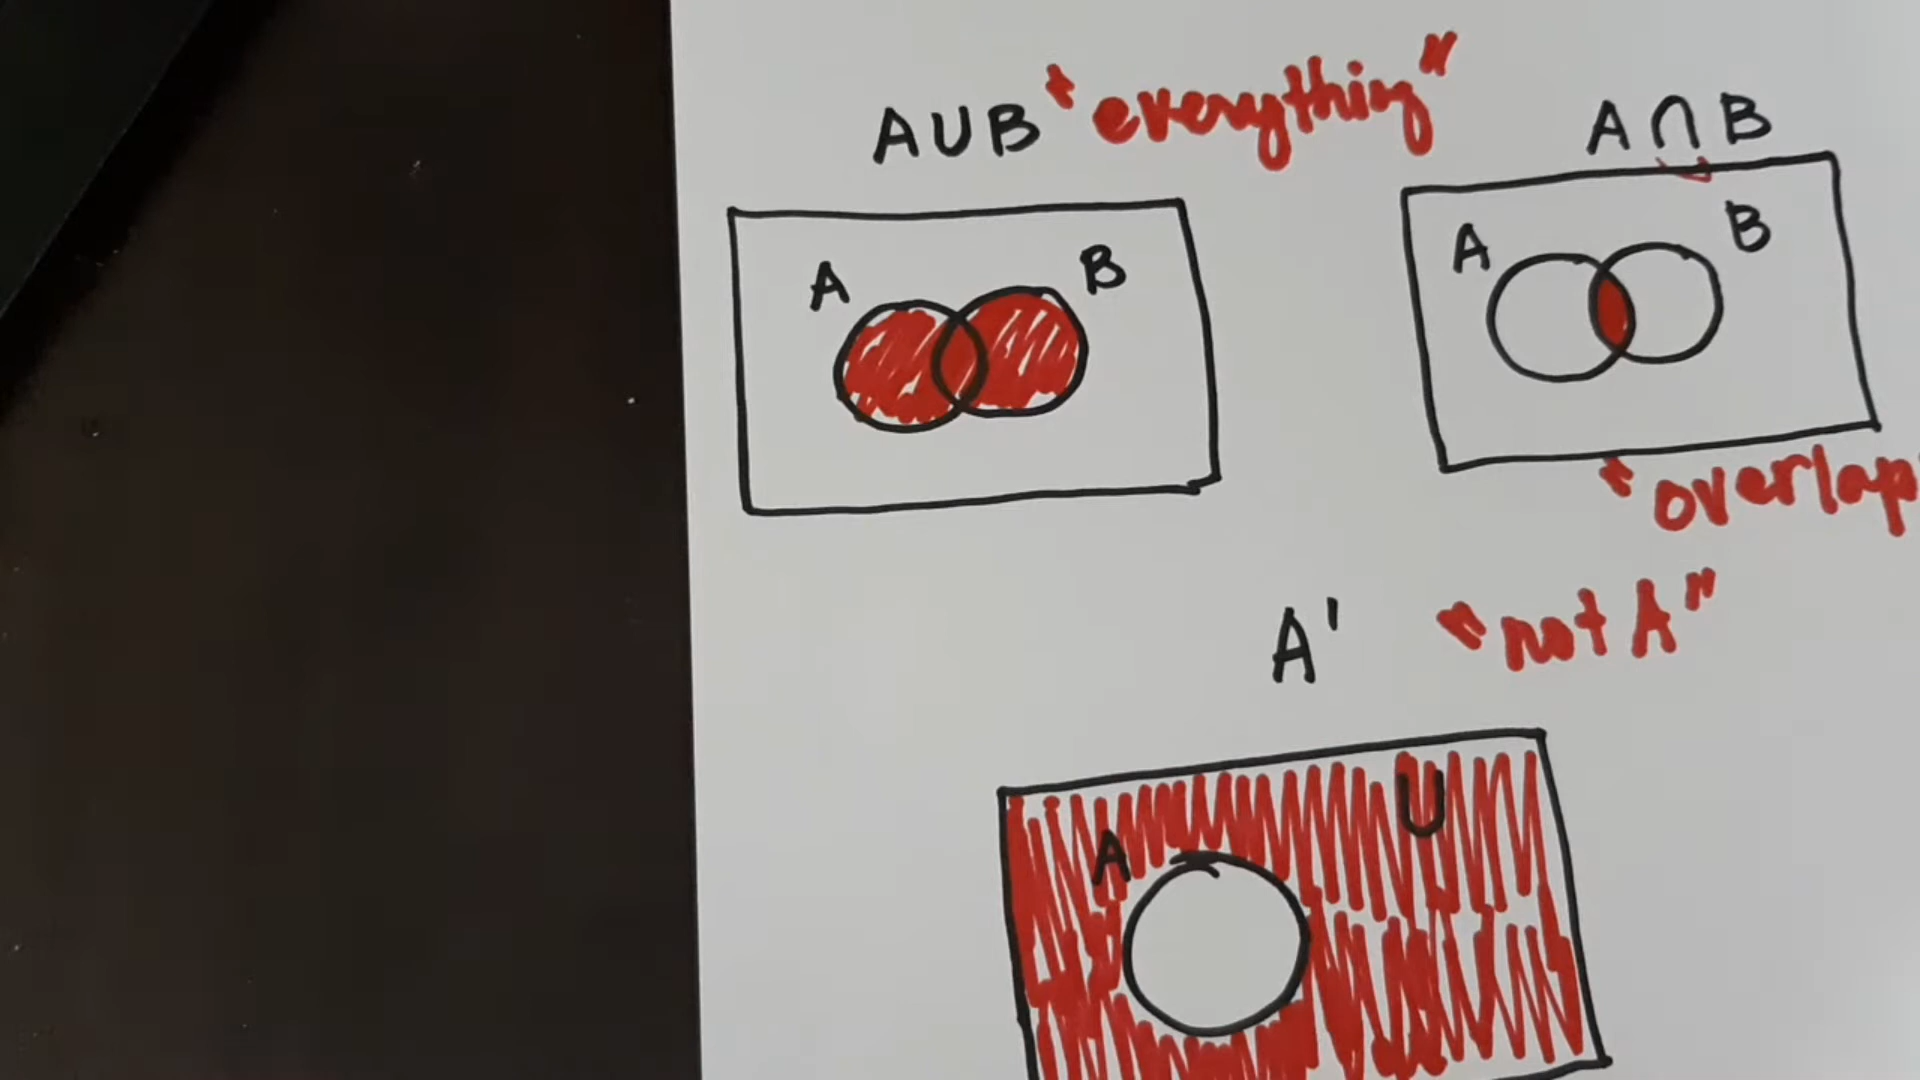 A∪B "everything"
A∩B
A B
A B
"overlap"
A' "not A"
A U